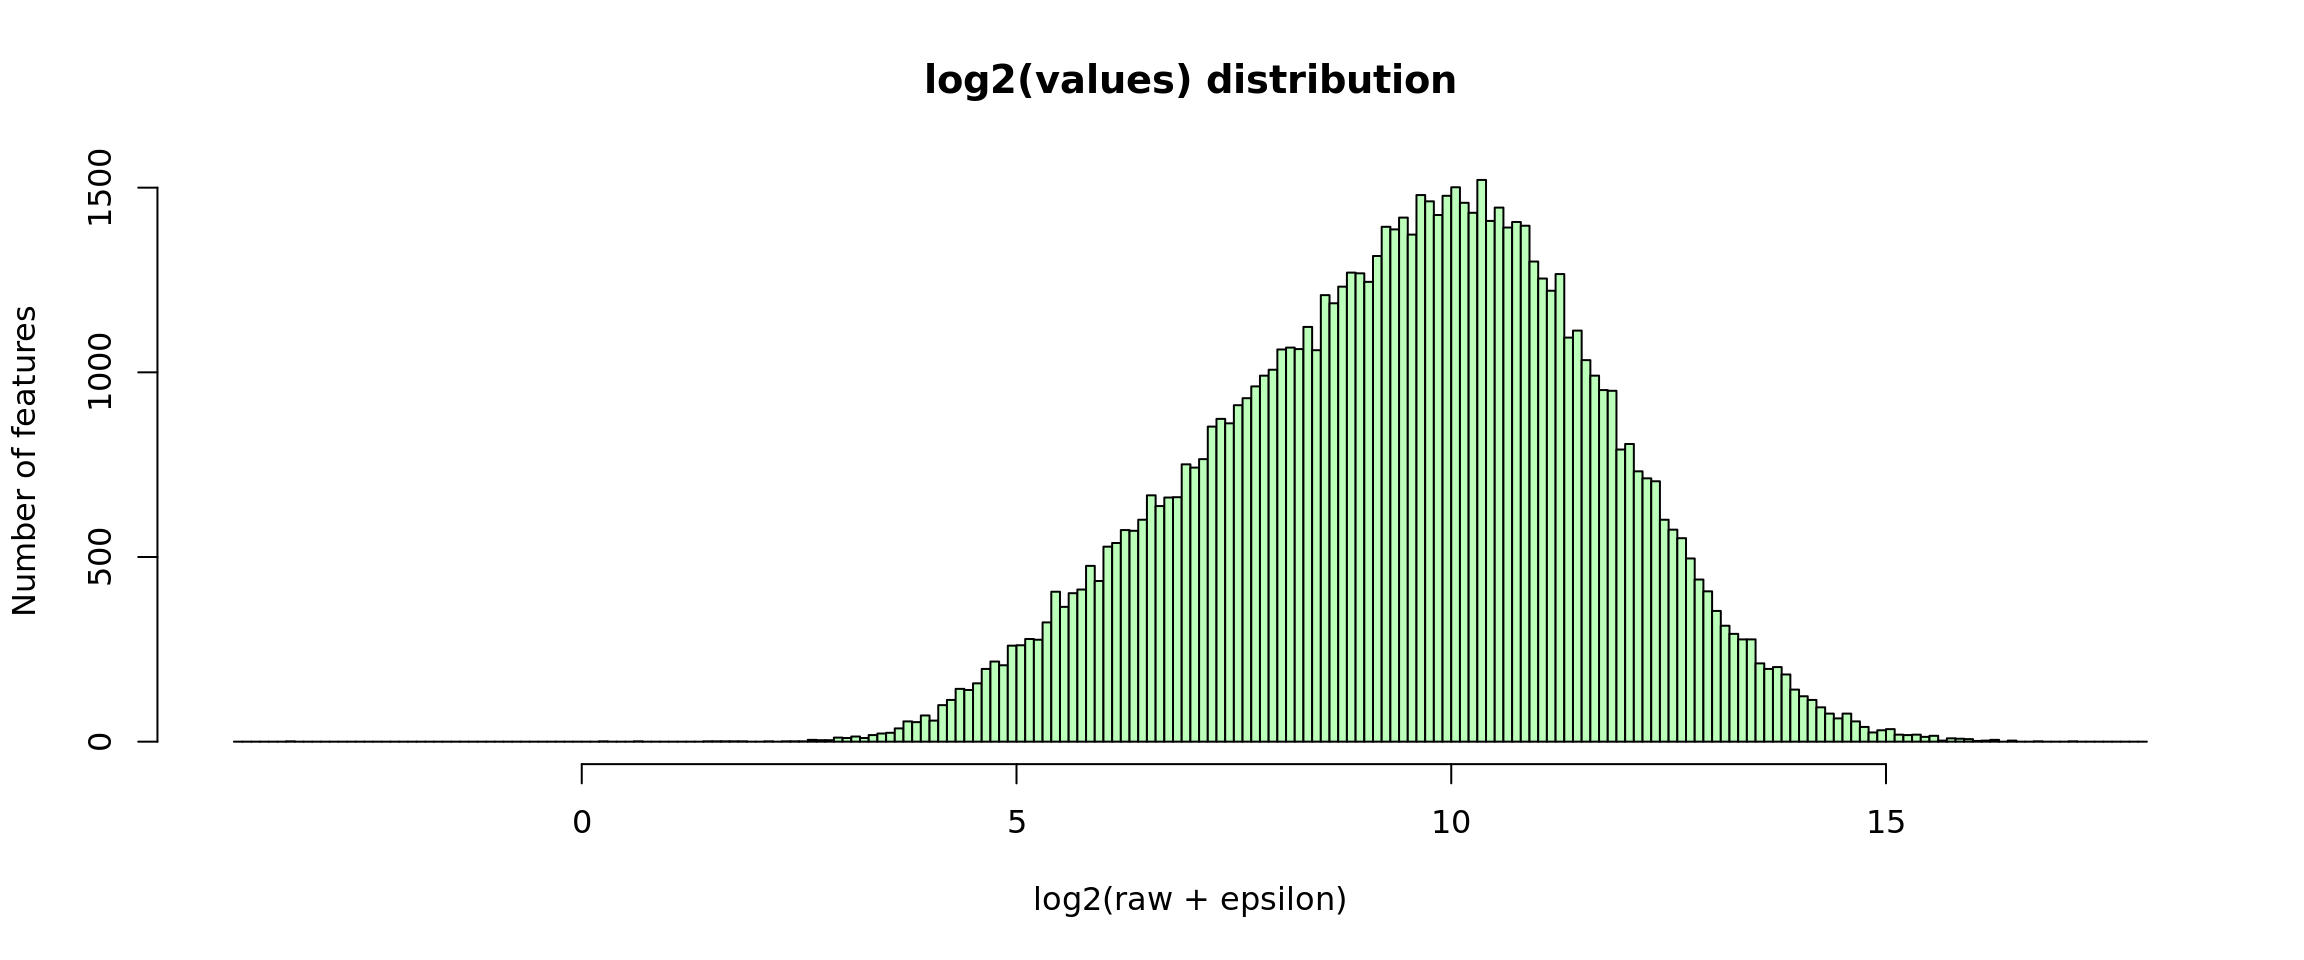 log2(values) distribution
Number of features
1500
1000
500
0
0 5 10 15
log2(raw + epsilon)